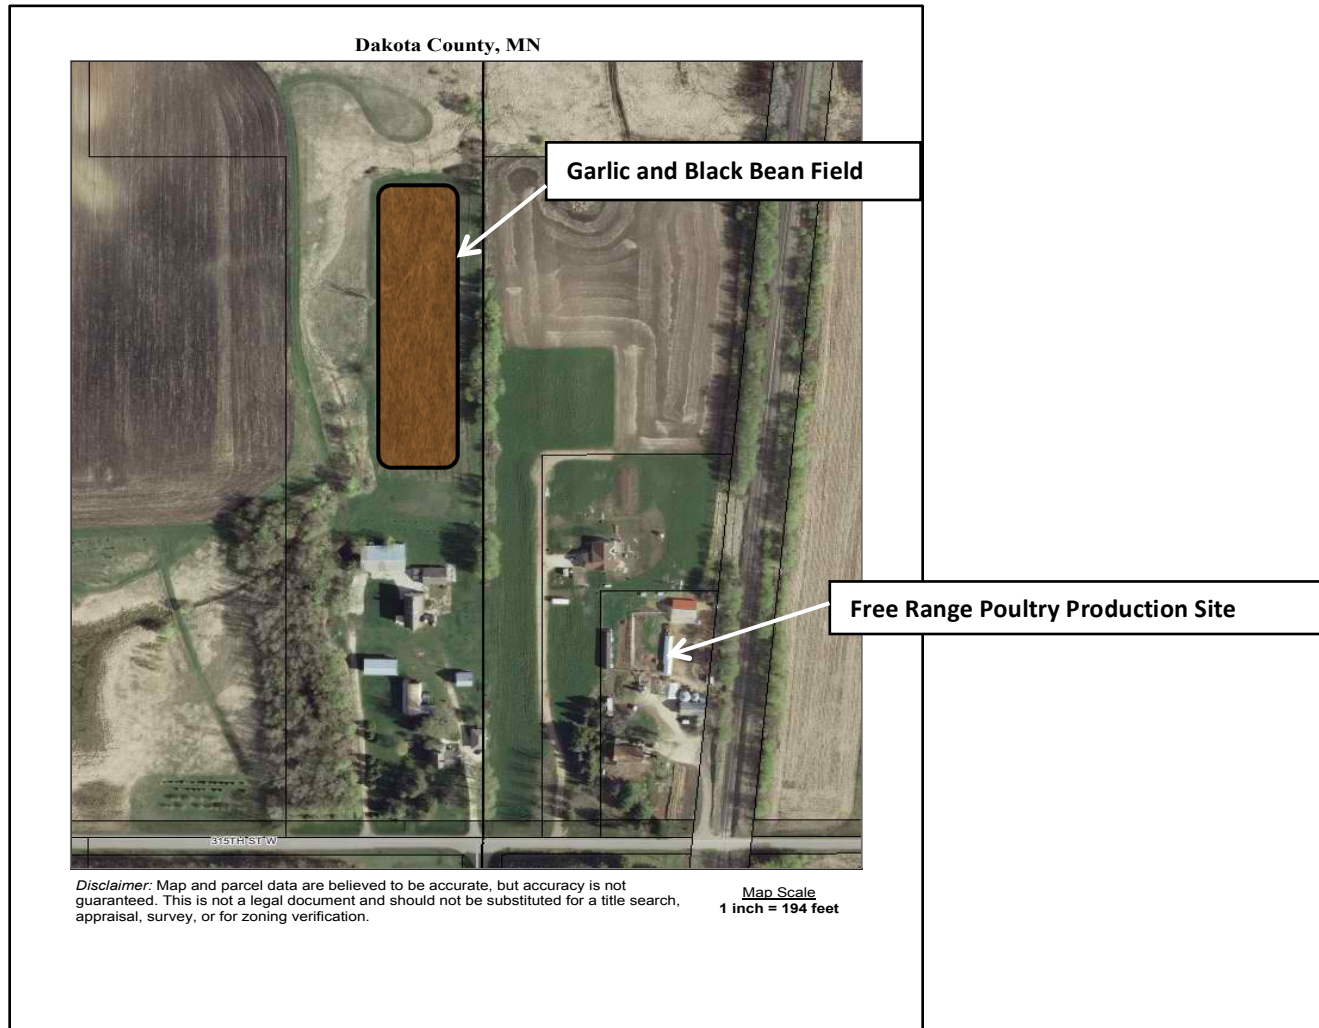 Dakota County, MN
Garlic and Black Bean Field
Free Range Poultry Production Site
315TH ST W
Disclaimer: Map and parcel data are believed to be accurate, but accuracy is not
guaranteed. This is not a legal document and should not be substituted for a title search,
appraisal, survey, or for zoning verification.
Map Scale
1 inch = 194 feet